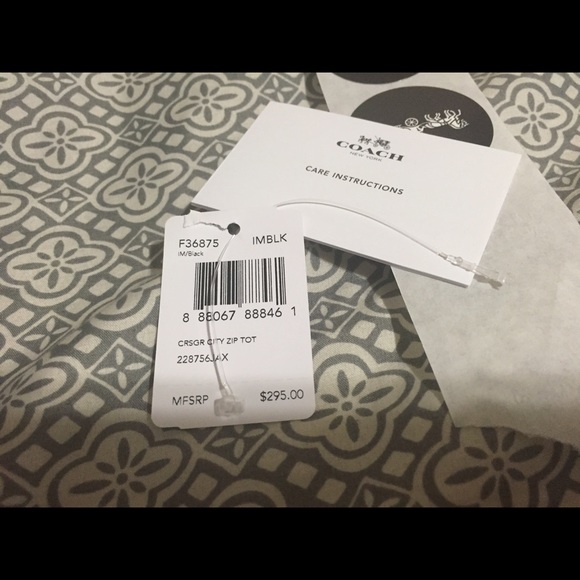 COACH
NEW YORK
CARE INSTRUCTIONS
F36875 IMBLK
IM/Black
8 88067 88846 1
CRSGR CITY ZIP TOT
228756J4X
MFSRP $295.00